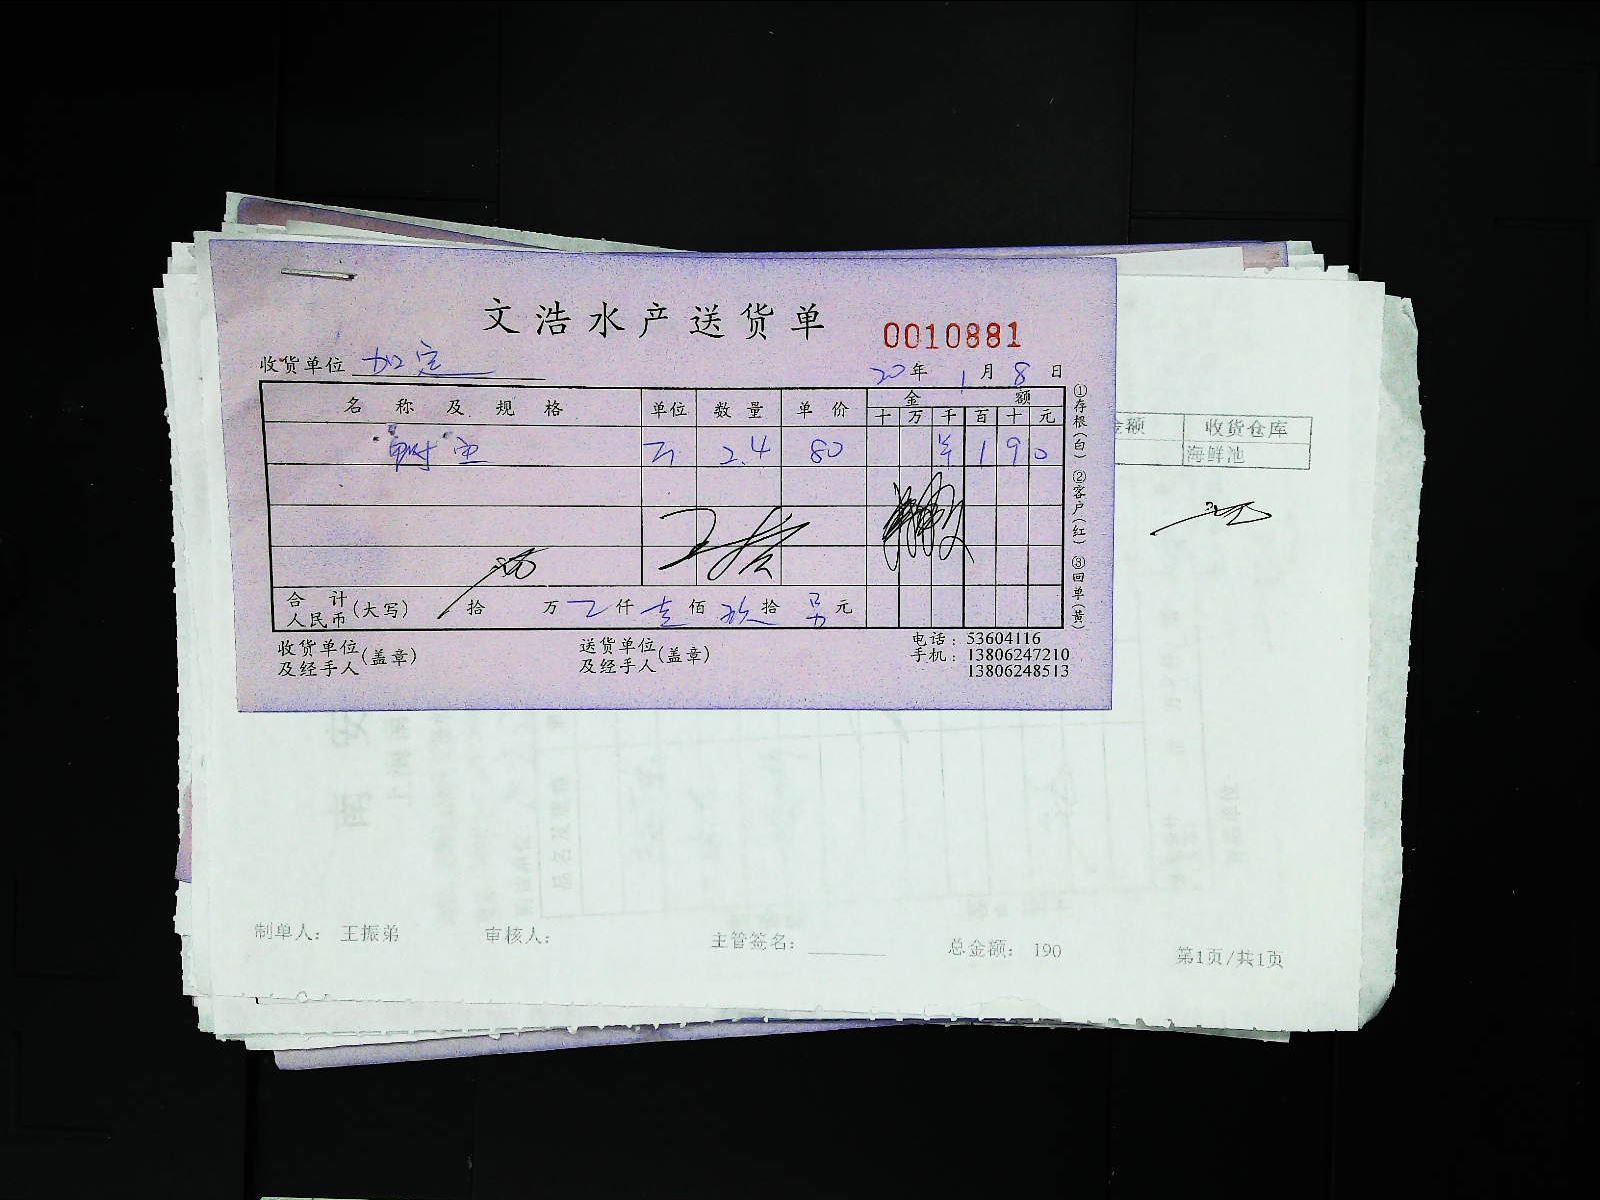 文浩水产送货单
0010881
收货单位 加定
20年 1月 8日
名称及规格 单位 数量 单价 金额
十 万 千 百 十 元
2.4 80 ¥ 1 9 0
合计
人民币(大写) 拾 万 仟 壹佰 玖拾 另元
收货单位
及经手人(盖章)
送货单位
及经手人(盖章)
电话:53604116
手机:13806247210
13806248513
①存根(白) ②客户(红) ③回单(黄)
金额 收货仓库
海鲜池
制单人: 王振弟 审核人: 主管签名: 总金额: 190 第1页/共1页